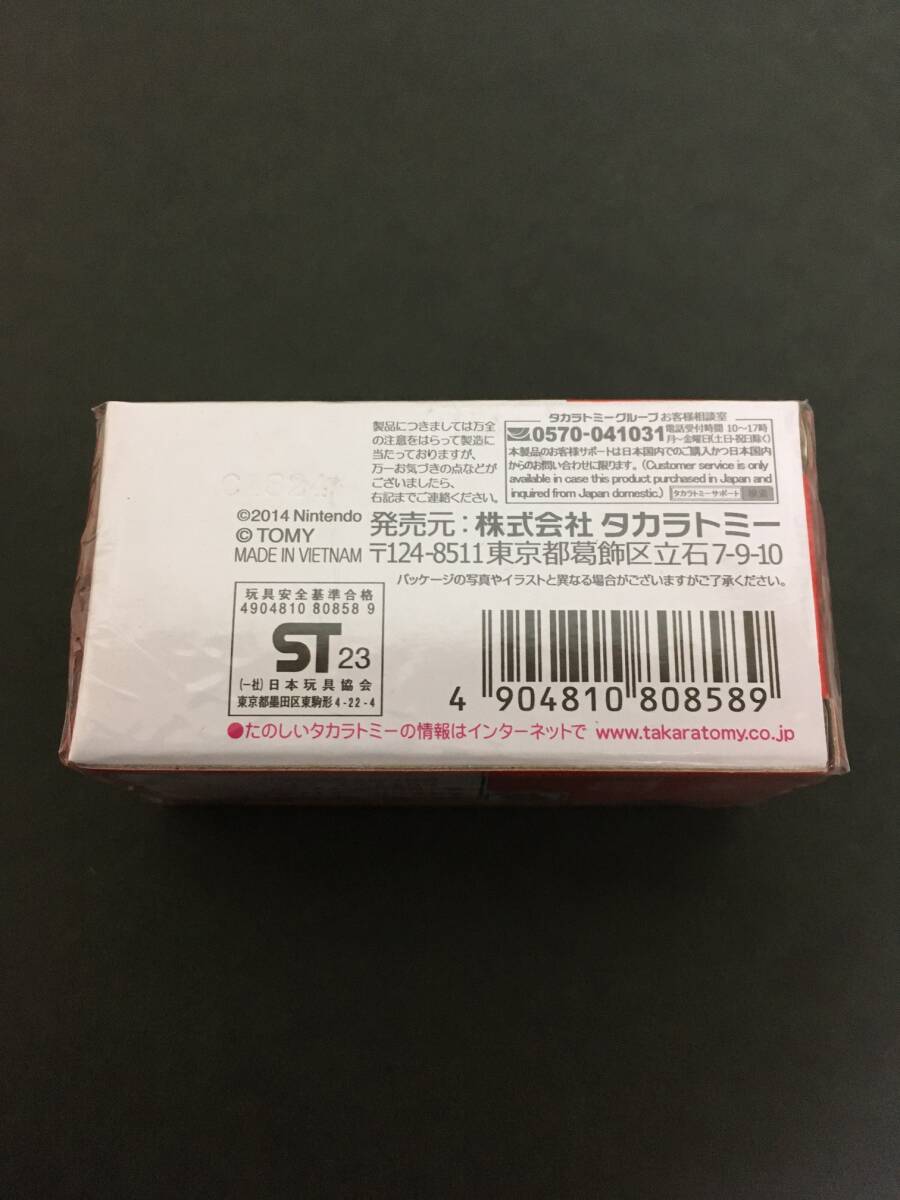 製品につきましては万全
の注意をはらって製造に
当たっておりますが、
万一お気づきの点などが
ございましたら、
右記までご連絡ください。
タカラトミーグループ お客様相談室
0570-041031 電話受付時間 10〜17時
月〜金曜日(土日・祝日除く)
本製品のお客様サポートは日本国内でのご購入かつ日本国内
からのお問い合わせに限ります。(Customer service is only
available in case this product purchased in Japan and
inquired from Japan domestic.) タカラトミーサポート 検索
©2014 Nintendo
© TOMY
MADE IN VIETNAM
発売元:株式会社 タカラトミー
〒124-8511東京都葛飾区立石7-9-10
パッケージの写真やイラストと異なる場合がございますがご了承ください。
玩具安全基準合格
4904810 80858 9
ST 23
(一社)日本玩具協会
東京都墨田区東駒形4-22-4
4 904810 808589
●たのしいタカラトミーの情報はインターネットで www.takaratomy.co.jp